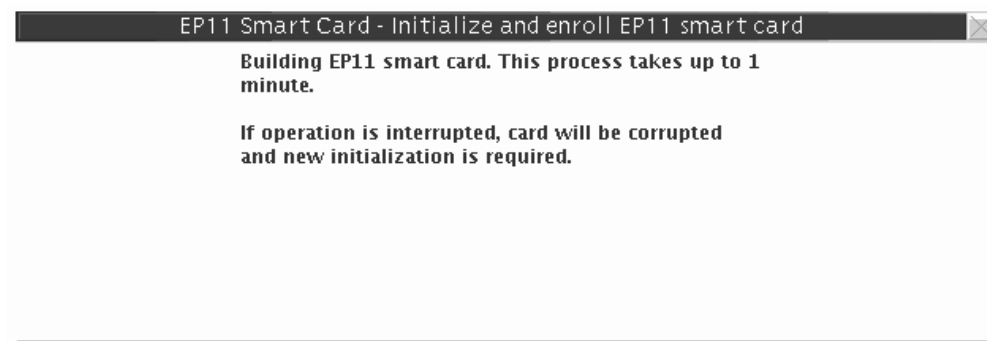 EP11 Smart Card - Initialize and enroll EP11 smart card
Building EP11 smart card. This process takes up to 1
minute.
If operation is interrupted, card will be corrupted
and new initialization is required.